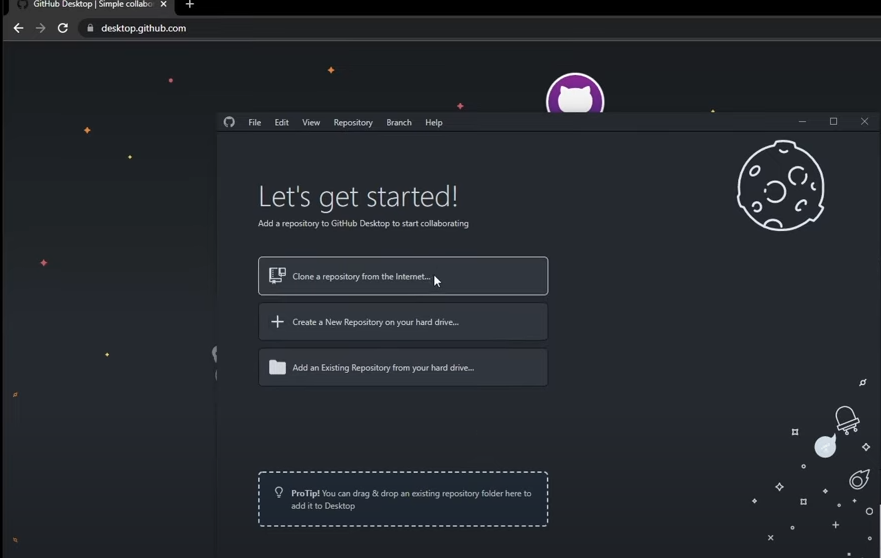 GitHub Desktop | Simple collabo
desktop.github.com
File Edit View Repository Branch Help
Let's get started!
Add a repository to GitHub Desktop to start collaborating
Clone a repository from the Internet...
Create a New Repository on your hard drive...
Add an Existing Repository from your hard drive...
ProTip! You can drag & drop an existing repository folder here to
add it to Desktop